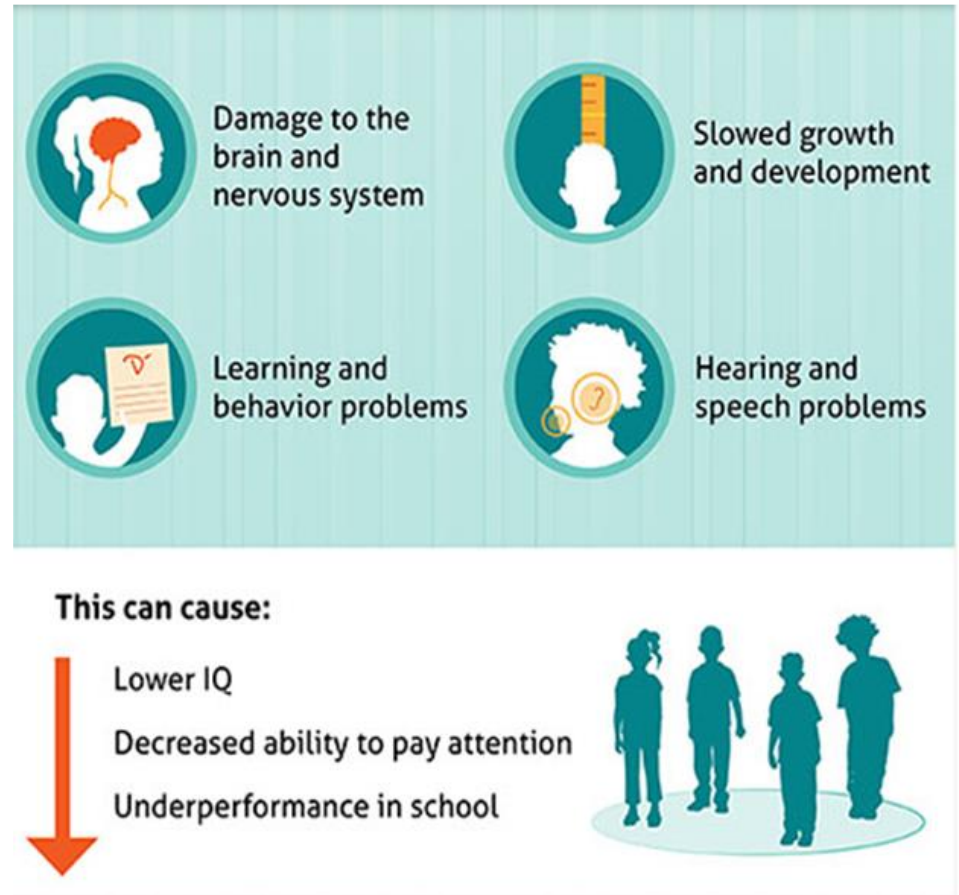 Damage to the
brain and
nervous system
Slowed growth
and development
D
Learning and
behavior problems
Hearing and
speech problems
This can cause:
Lower IQ
Decreased ability to pay attention
Underperformance in school